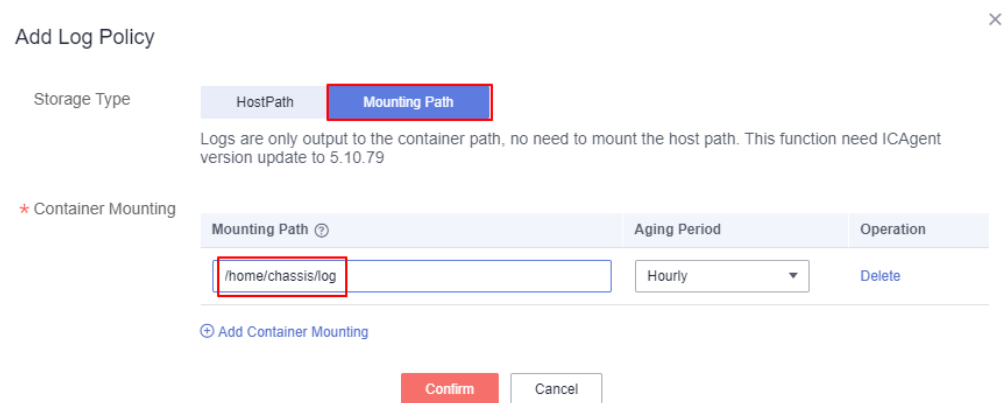 Add Log Policy
Storage Type
HostPath
Mounting Path
Logs are only output to the container path, no need to mount the host path. This function need ICAgent
version update to 5.10.79
* Container Mounting
Mounting Path ?
Aging Period
Operation
/home/chassis/log
Hourly
Delete
Add Container Mounting
Confirm
Cancel